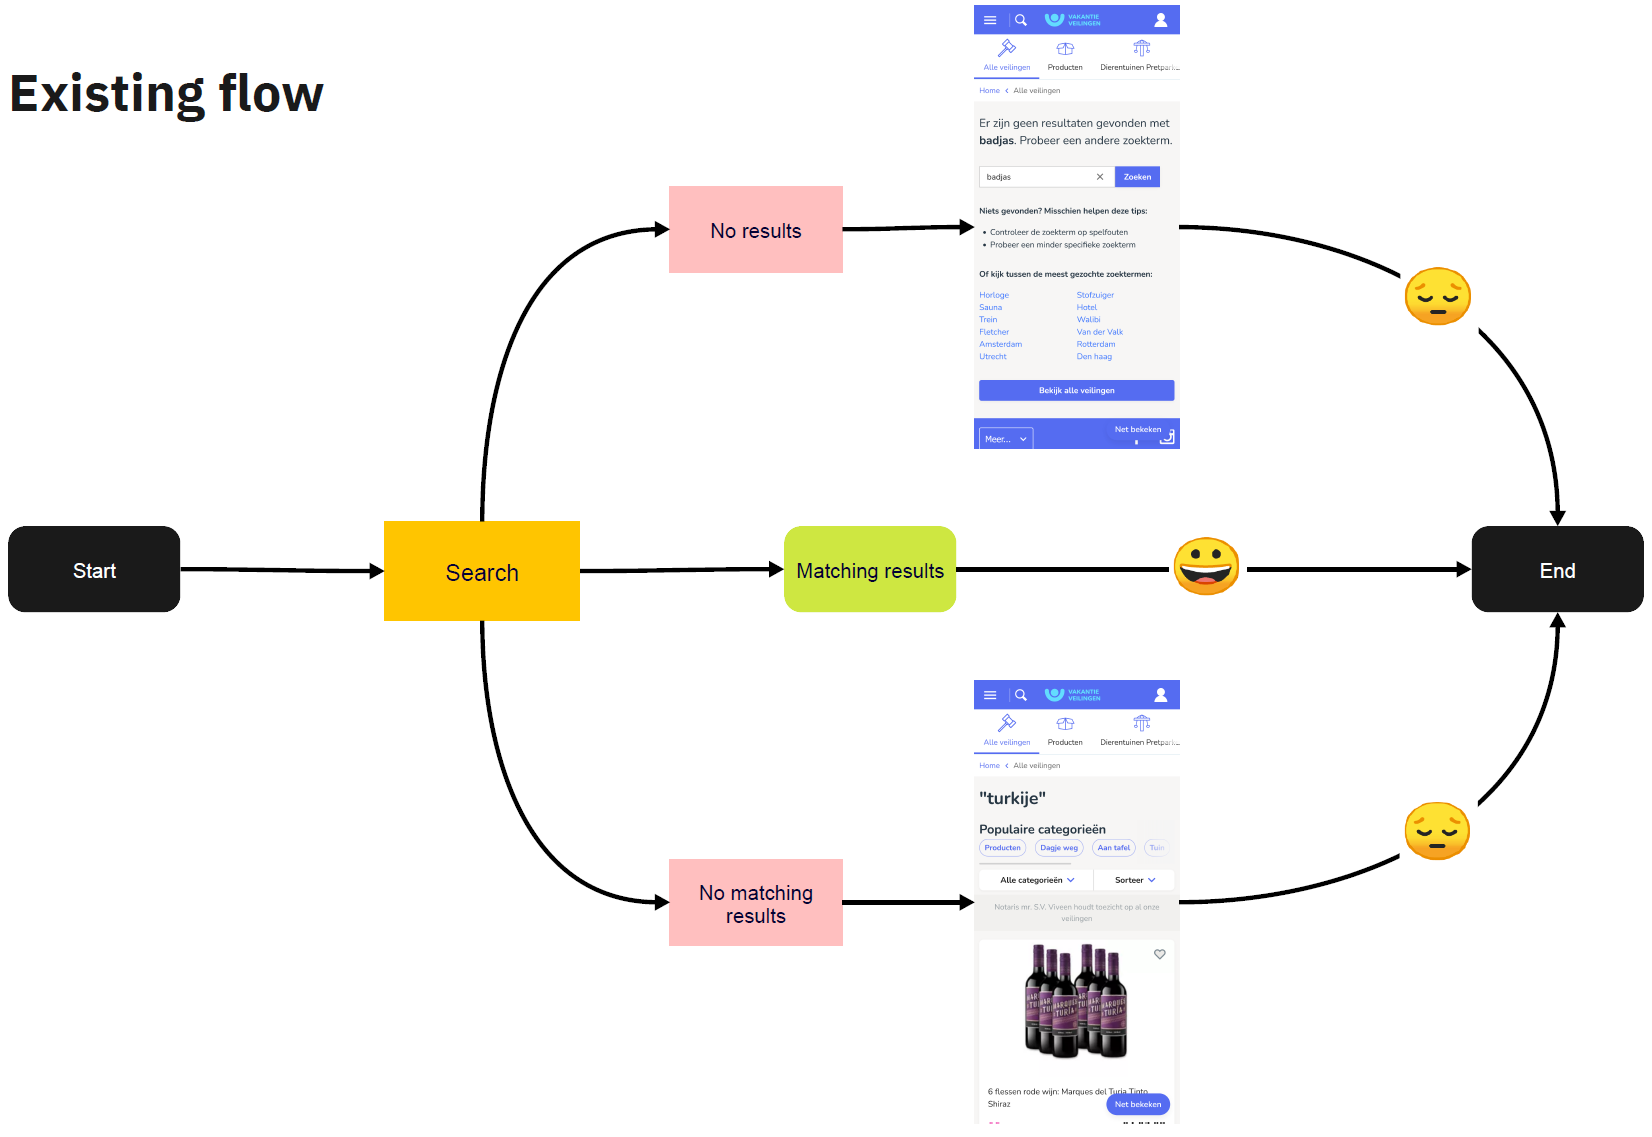 Existing flow
VAKANTIE
VEILINGEN
Alle veilingen
Producten
Dierentuinen Pretpark...
Home < Alle veilingen
Er zijn geen resultaten gevonden met
badjas. Probeer een andere zoekterm.
badjas
Zoeken
Niets gevonden? Misschien helpen deze tips:
• Controleer de zoekterm op spelfouten
• Probeer een minder specifieke zoekterm
Of kijk tussen de meest gezochte zoektermen:
Horloge
Stofzuiger
Sauna
Hotel
Trein
Walibi
Fletcher
Van der Valk
Amsterdam
Rotterdam
Utrecht
Den haag
Bekijk alle veilingen
Meer...
Net bekeken
No results
Start
Search
Matching results
End
No matching
results
VAKANTIE
VEILINGEN
Alle veilingen
Producten
Dierentuinen Pretpark...
Home < Alle veilingen
"turkije"
Populaire categorieën
Producten
Dagje weg
Aan tafel
Tuin
Alle categorieën
Sorteer
Notaris mr. S.V. Viveen houdt toezicht op al onze
veilingen
6 flessen rode wijn: Marques del Turia Tinto
Shiraz
Net bekeken